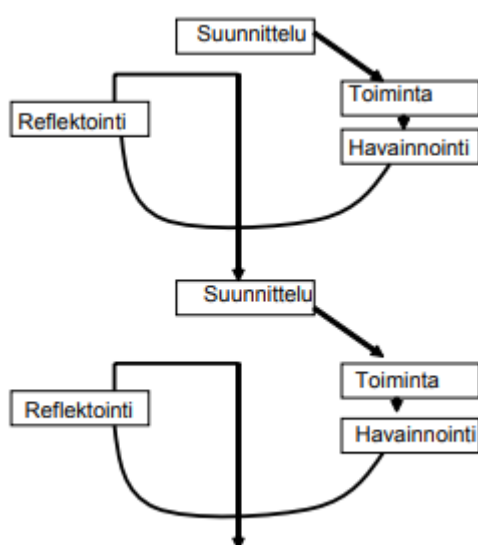 Suunnittelu
Toiminta
Reflektointi
Havainnointi
Suunnittelu
Toiminta
Reflektointi
Havainnointi